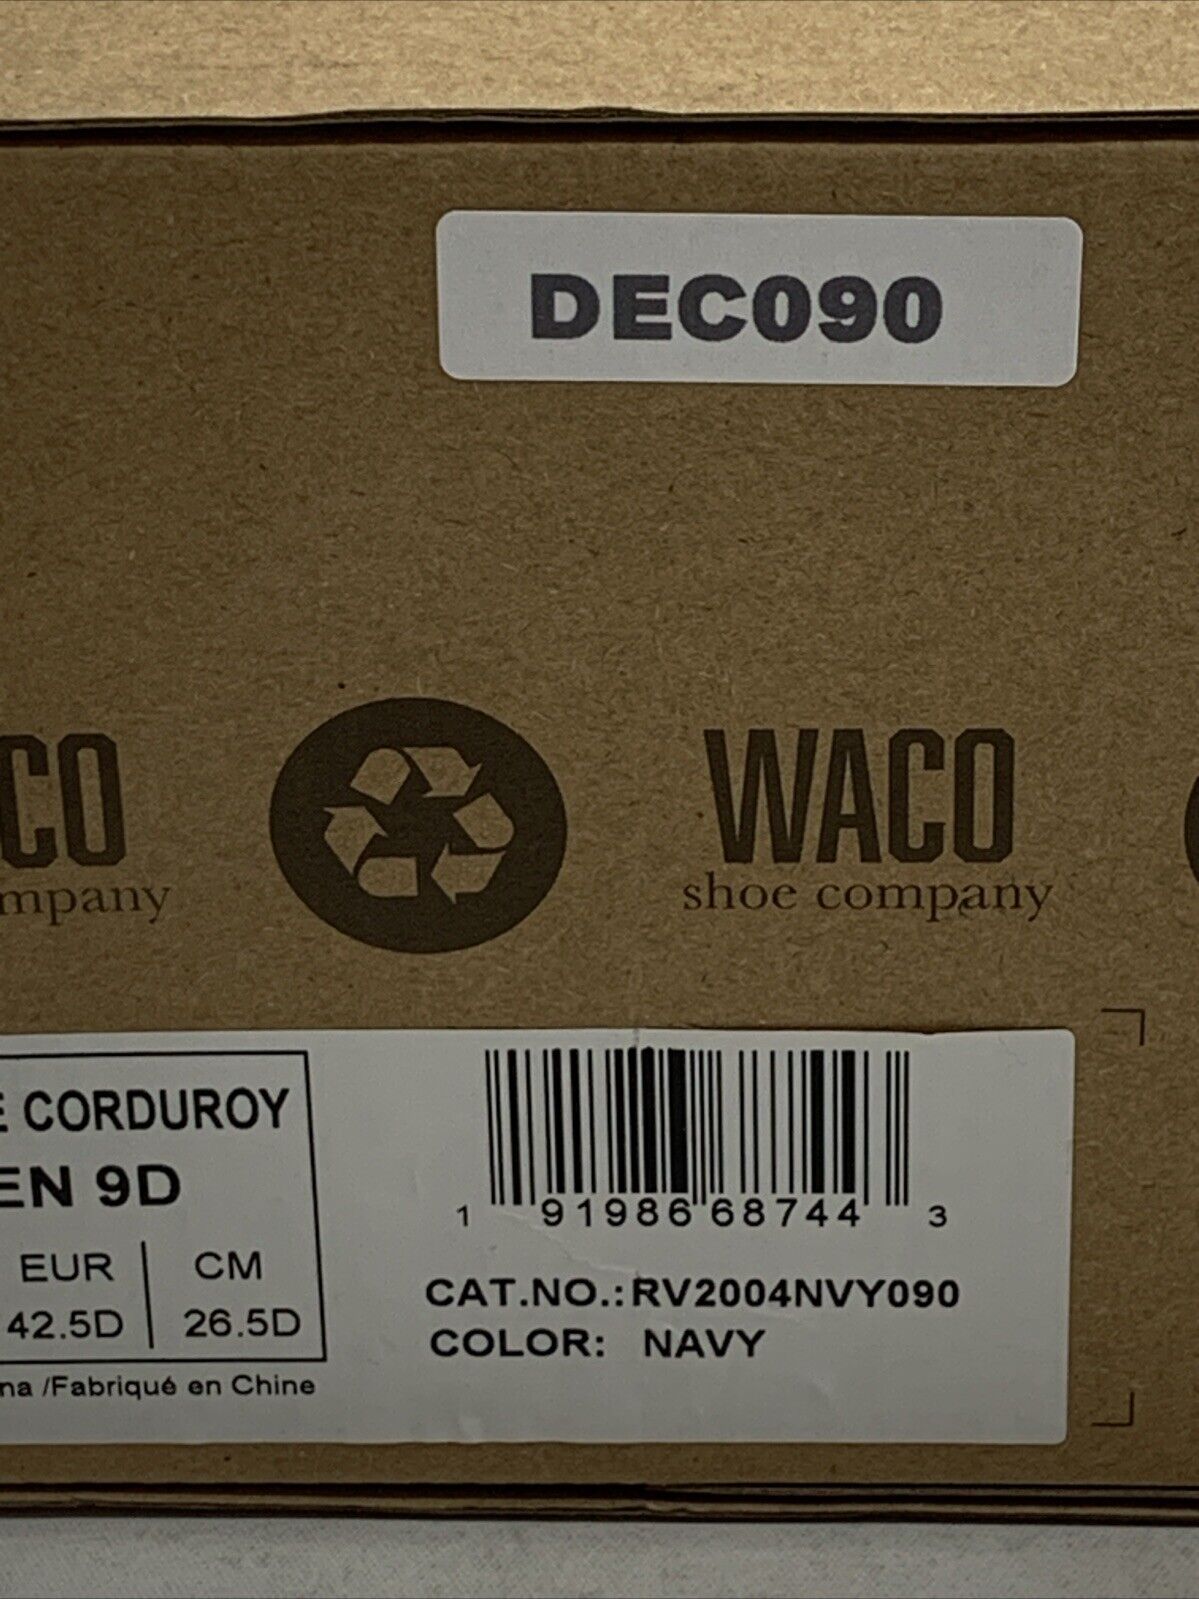 DEC090
CO
WACO
mpany
shoe company
E CORDUROY
EN 9D
EUR
CM
42.5D
26.5D
na /Fabriqué en Chine
1 91986 68744 3
CAT.NO.:RV2004NVY090
COLOR: NAVY